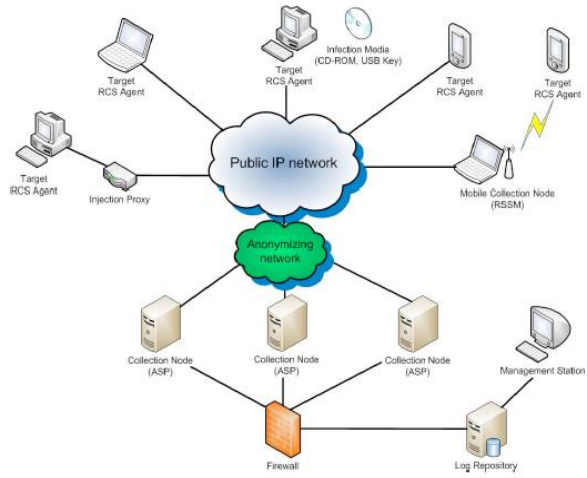 Infection Media
(CD-ROM, USB Key)
Target
RCS Agent
Target
RCS Agent
Target
RCS Agent
Target
RCS Agent
Public IP network
Target
RCS Agent
Injection Proxy
Mobile Collection Node
(RSSM)
Anonymizing
network
Collection Node
(ASP)
Collection Node
(ASP)
Collection Node
(ASP)
Management Station
Firewall
Log Repository